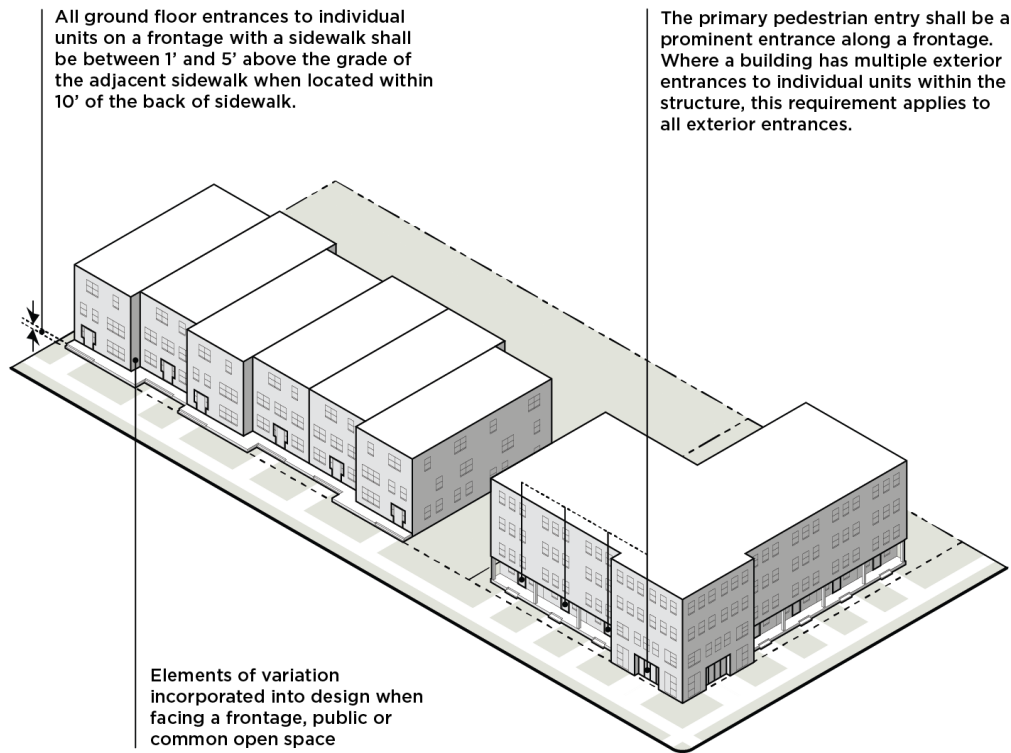 All ground floor entrances to individual
units on a frontage with a sidewalk shall
be between 1’ and 5’ above the grade of
the adjacent sidewalk when located within
10’ of the back of sidewalk.
The primary pedestrian entry shall be a
prominent entrance along a frontage.
Where a building has multiple exterior
entrances to individual units within the
structure, this requirement applies to
all exterior entrances.
Elements of variation
incorporated into design when
facing a frontage, public or
common open space